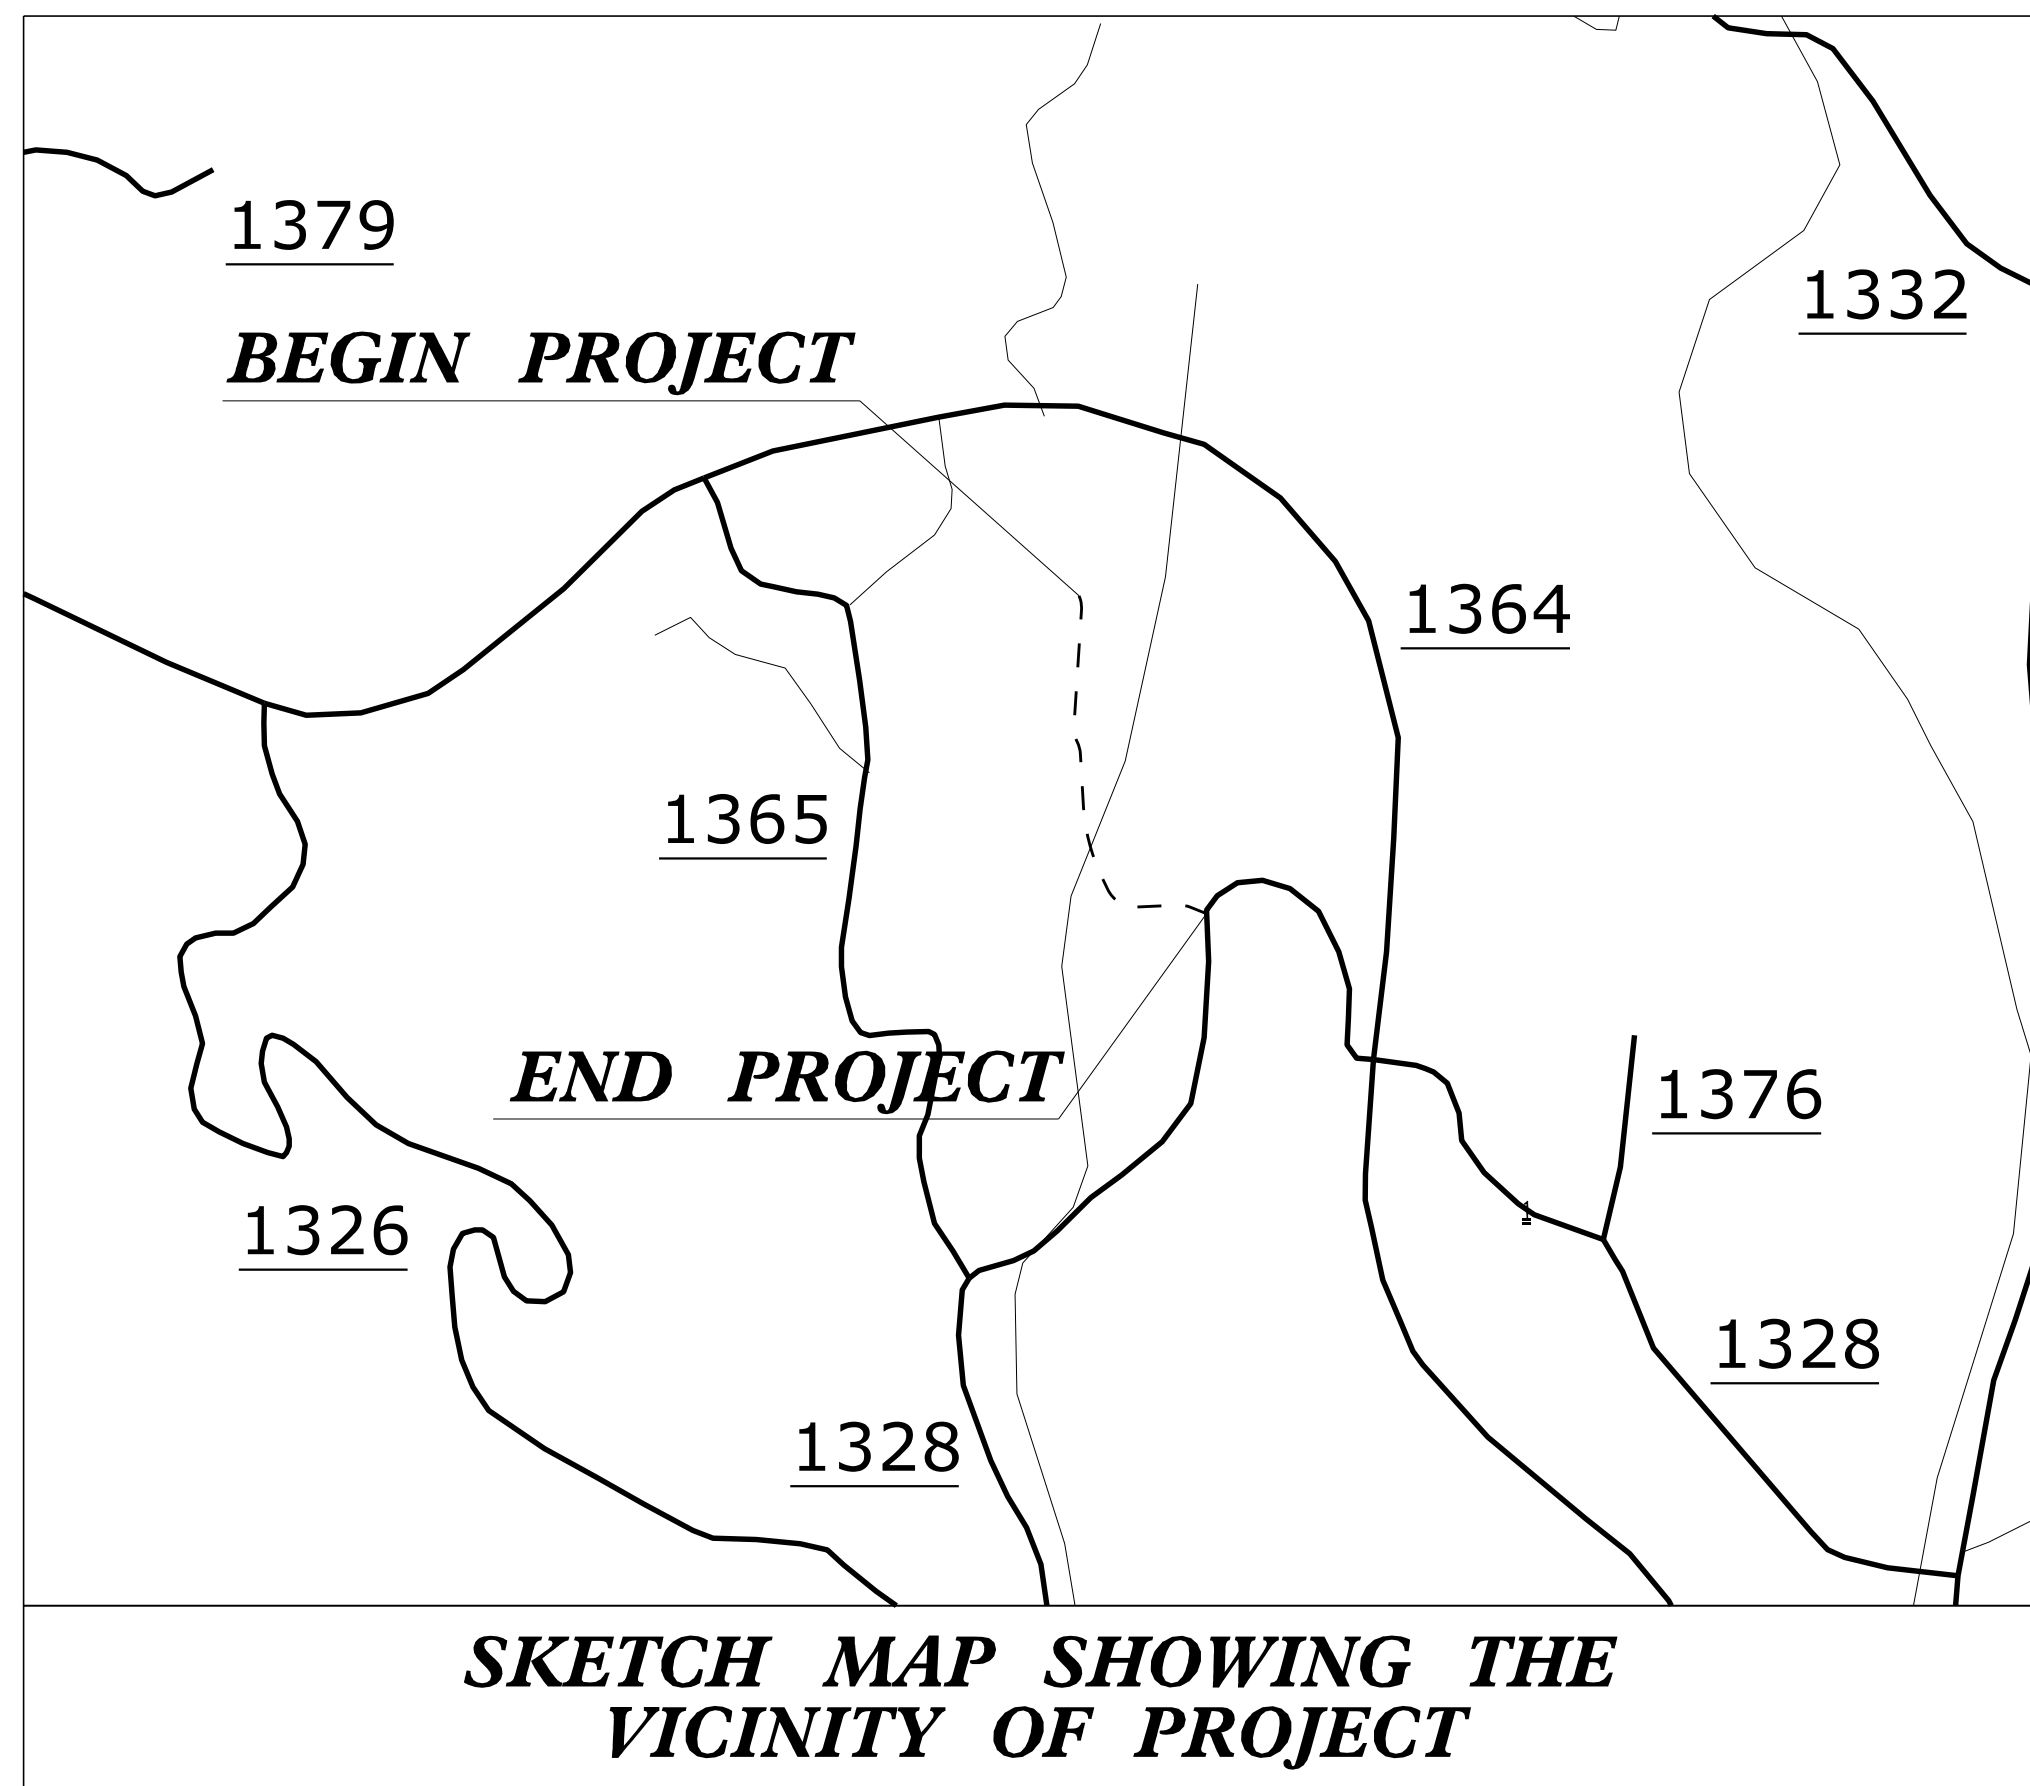 1379
1332
BEGIN PROJECT
1364
1365
END PROJECT
1376
1326
1328
1328
SKETCH MAP SHOWING THE
VICINITY OF PROJECT